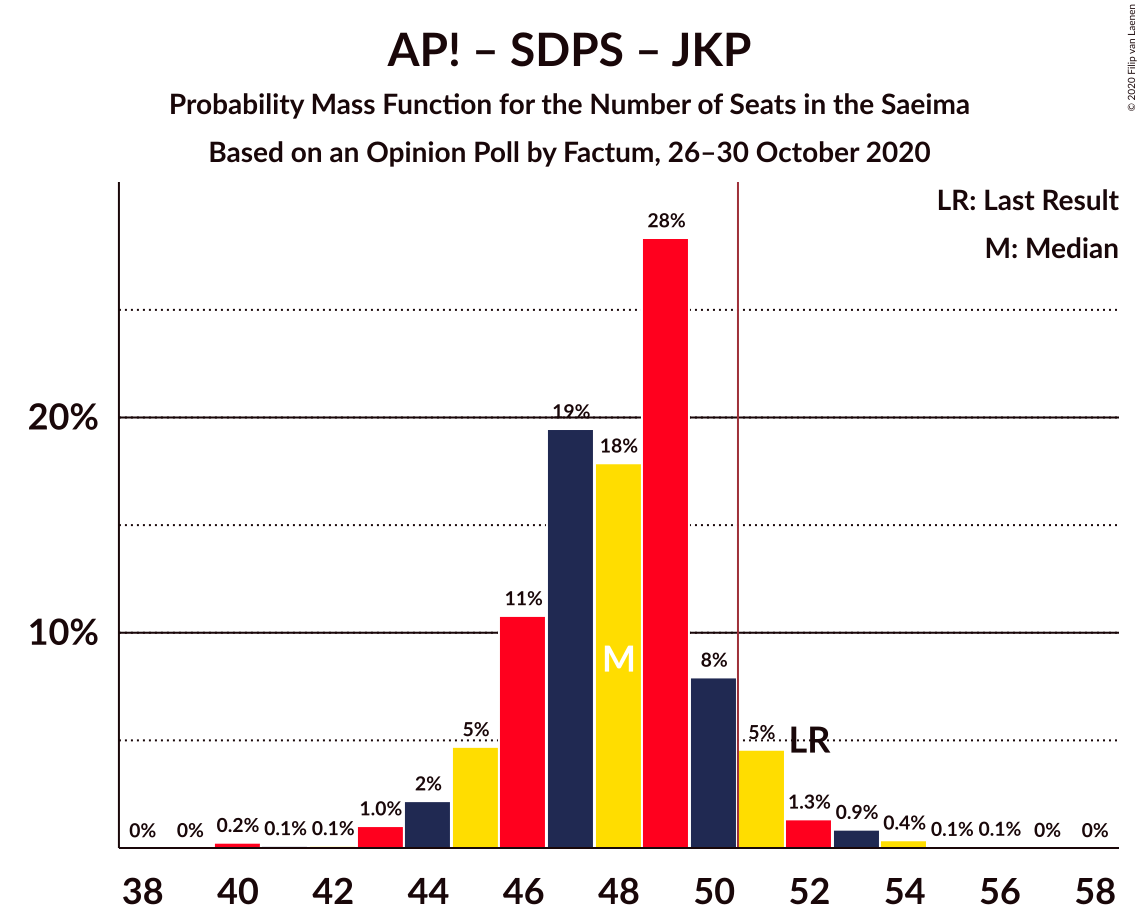 AP! – SDPS – JKP
Probability Mass Function for the Number of Seats in the Saeima
Based on an Opinion Poll by Factum, 26–30 October 2020
© 2020 Filip van Laenen
LR: Last Result
M: Median
28%
20%
19%
18%
11%
10%
M
8%
5%
5%
LR
2%
1.0%
1.3%
0.9%
0%
0%
0.2%
0.1%
0.1%
0.4%
0.1%
0.1%
0%
0%
38 40 42 44 46 48 50 52 54 56 58